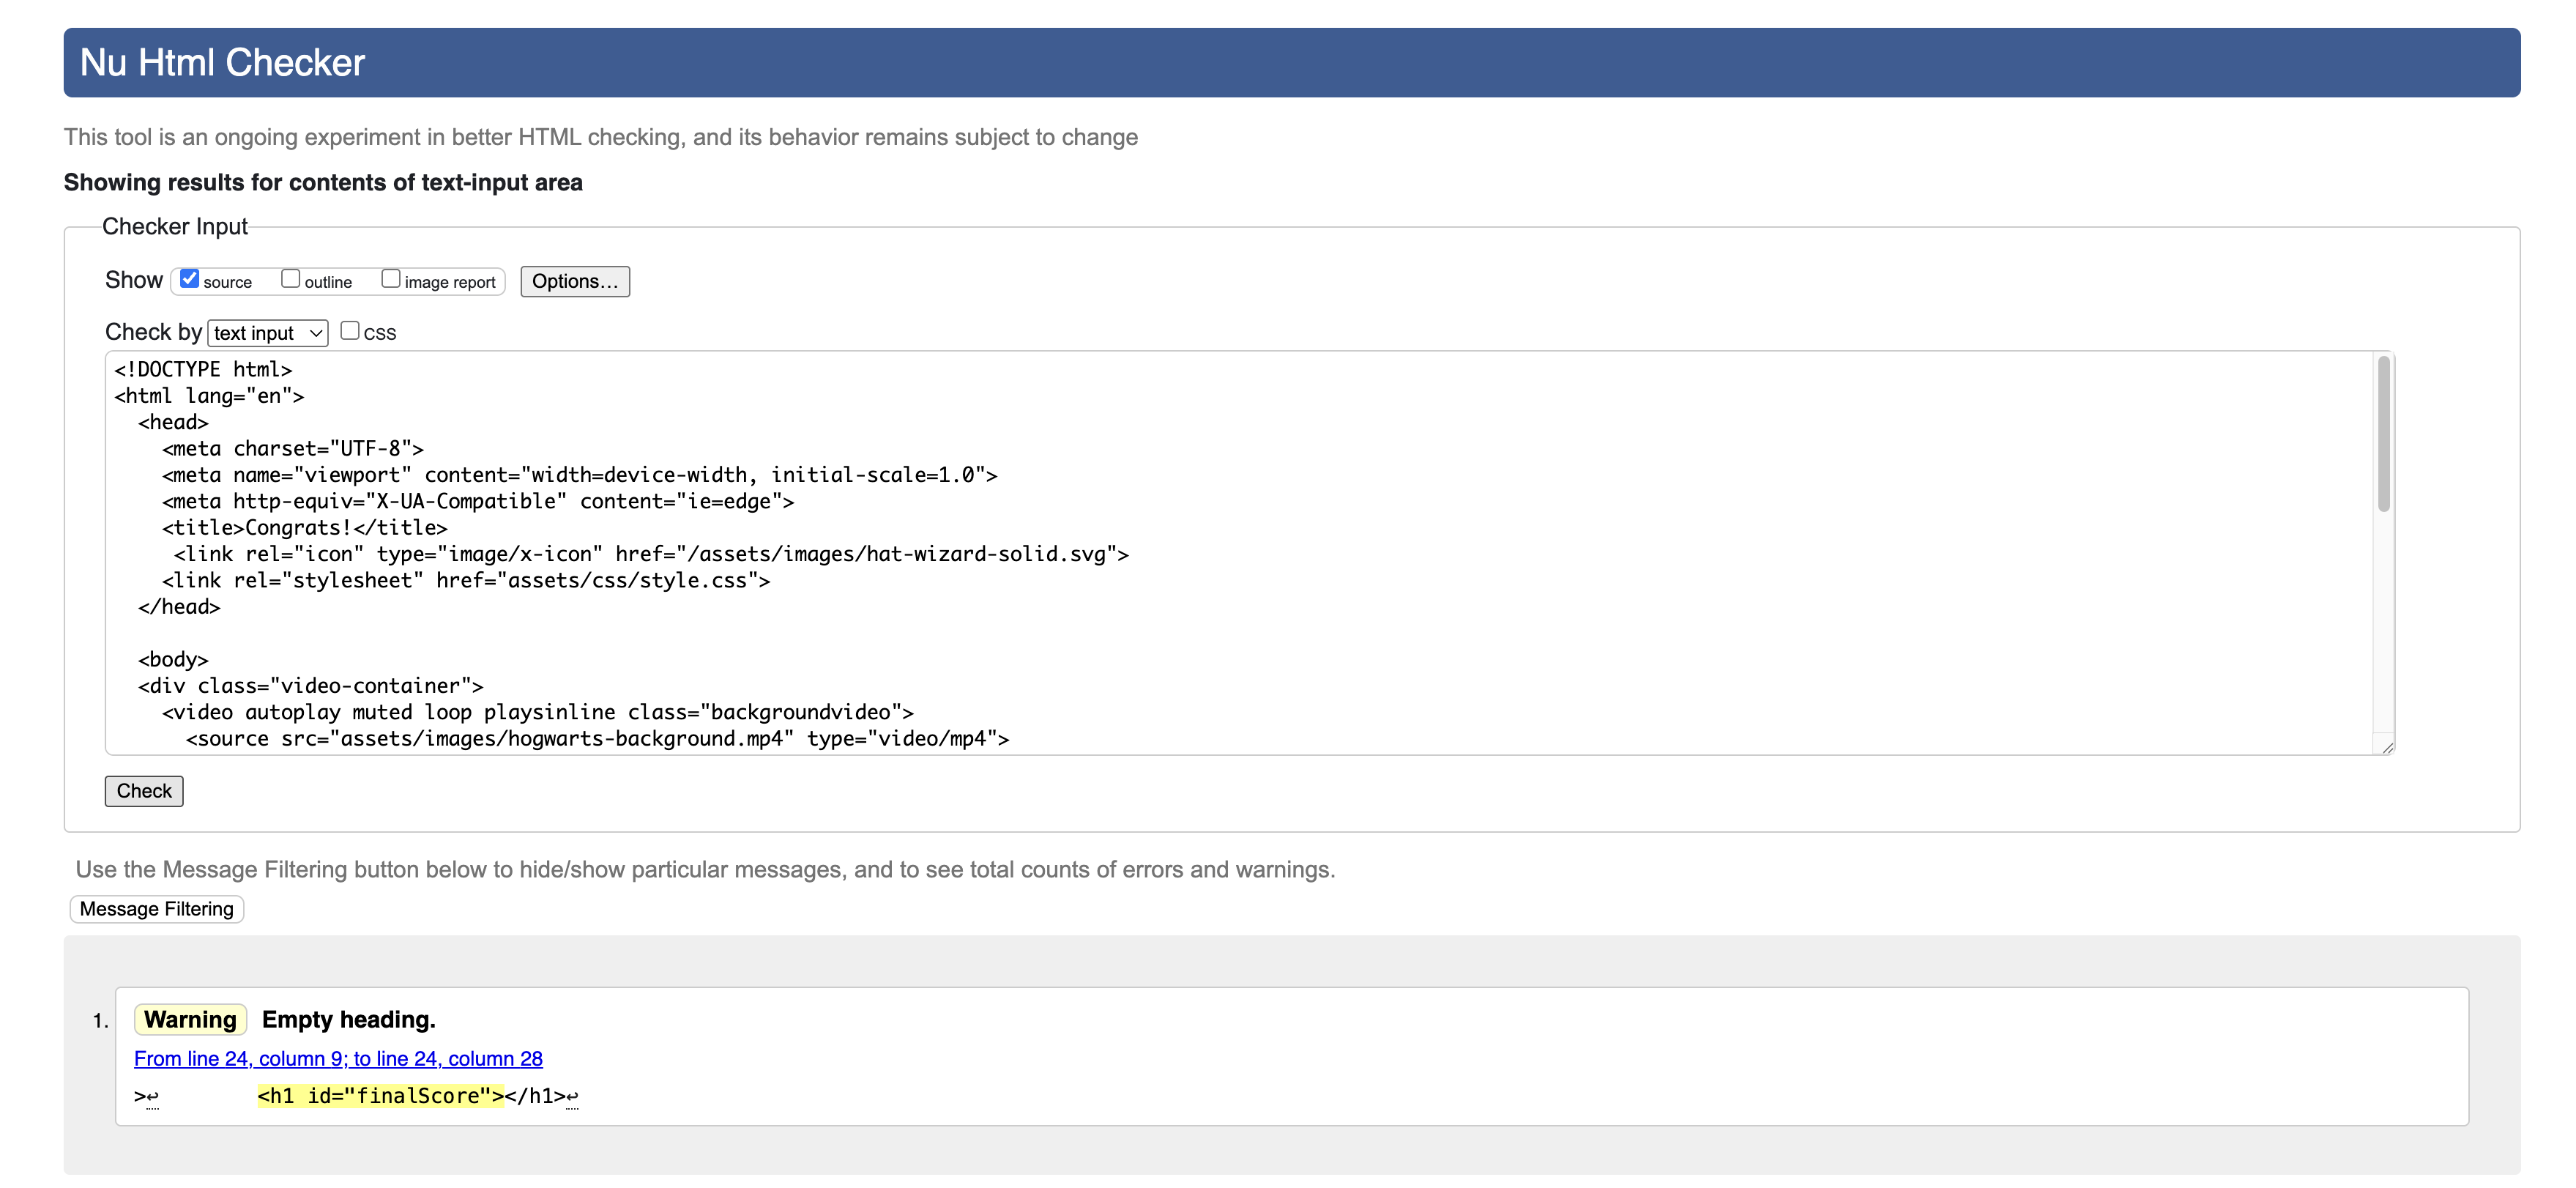 Nu Html Checker
This tool is an ongoing experiment in better HTML checking, and its behavior remains subject to change
Showing results for contents of text-input area
Checker Input
Show source outline image report Options...
Check by text input CSS
<!DOCTYPE html>
<html lang="en">
  <head>
    <meta charset="UTF-8">
    <meta name="viewport" content="width=device-width, initial-scale=1.0">
    <meta http-equiv="X-UA-Compatible" content="ie=edge">
    <title>Congrats!</title>
     <link rel="icon" type="image/x-icon" href="/assets/images/hat-wizard-solid.svg">
    <link rel="stylesheet" href="assets/css/style.css">
  </head>
  <body>
  <div class="video-container">
    <video autoplay muted loop playsinline class="backgroundvideo">
      <source src="assets/images/hogwarts-background.mp4" type="video/mp4">
Check
Use the Message Filtering button below to hide/show particular messages, and to see total counts of errors and warnings.
Message Filtering
1. Warning Empty heading.
From line 24, column 9; to line 24, column 28
>↩ <h1 id="finalScore"></h1>↩